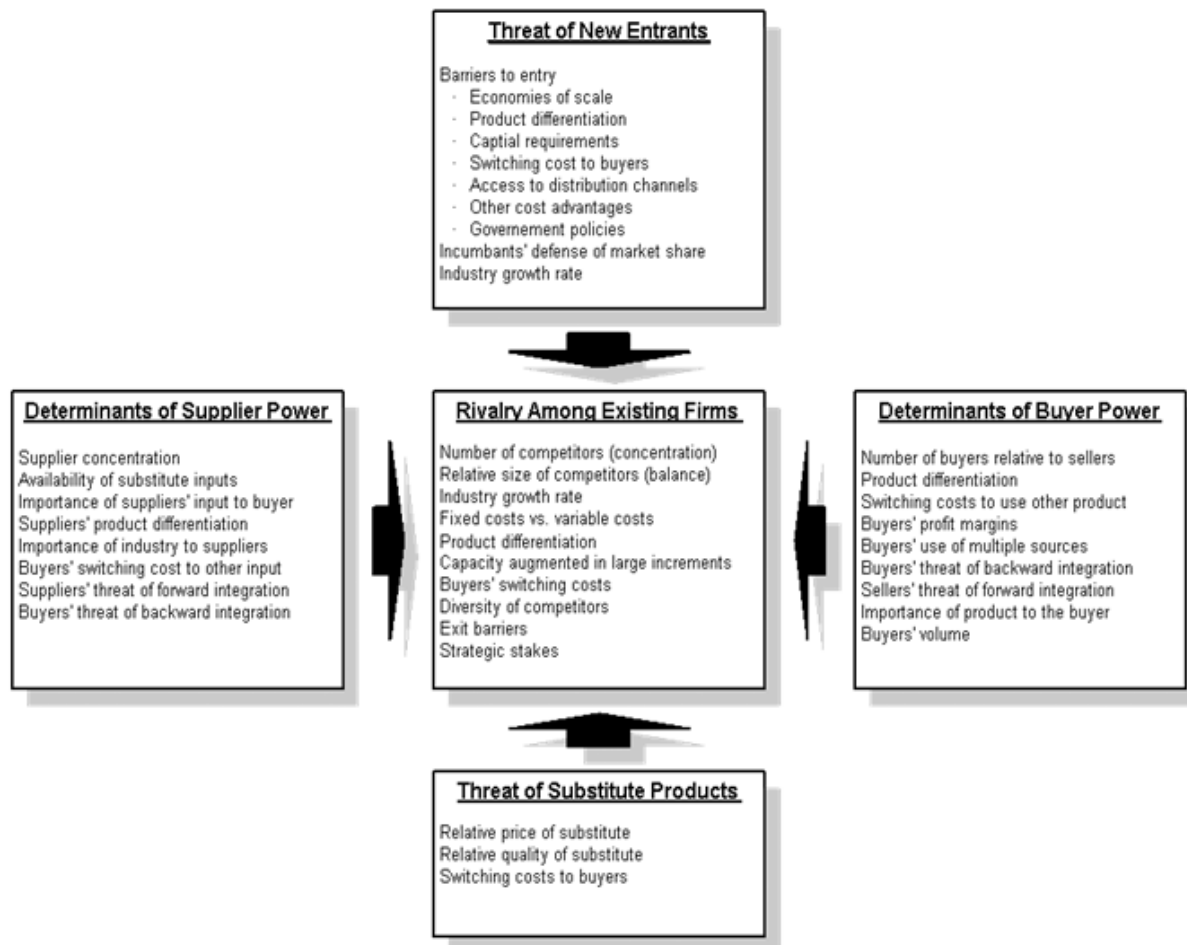 Threat of New Entrants
Barriers to entry
· Economies of scale
· Product differentiation
· Captial requirements
· Switching cost to buyers
· Access to distribution channels
· Other cost advantages
· Governement policies
Incumbants' defense of market share
Industry growth rate
Determinants of Supplier Power
Supplier concentration
Availability of substitute inputs
Importance of suppliers' input to buyer
Suppliers' product differentiation
Importance of industry to suppliers
Buyers' switching cost to other input
Suppliers' threat of forward integration
Buyers' threat of backward integration
Rivalry Among Existing Firms
Number of competitors (concentration)
Relative size of competitors (balance)
Industry growth rate
Fixed costs vs. variable costs
Product differentiation
Capacity augmented in large increments
Buyers' switching costs
Diversity of competitors
Exit barriers
Strategic stakes
Determinants of Buyer Power
Number of buyers relative to sellers
Product differentiation
Switching costs to use other product
Buyers' profit margins
Buyers' use of multiple sources
Buyers' threat of backward integration
Sellers' threat of forward integration
Importance of product to the buyer
Buyers' volume
Threat of Substitute Products
Relative price of substitute
Relative quality of substitute
Switching costs to buyers